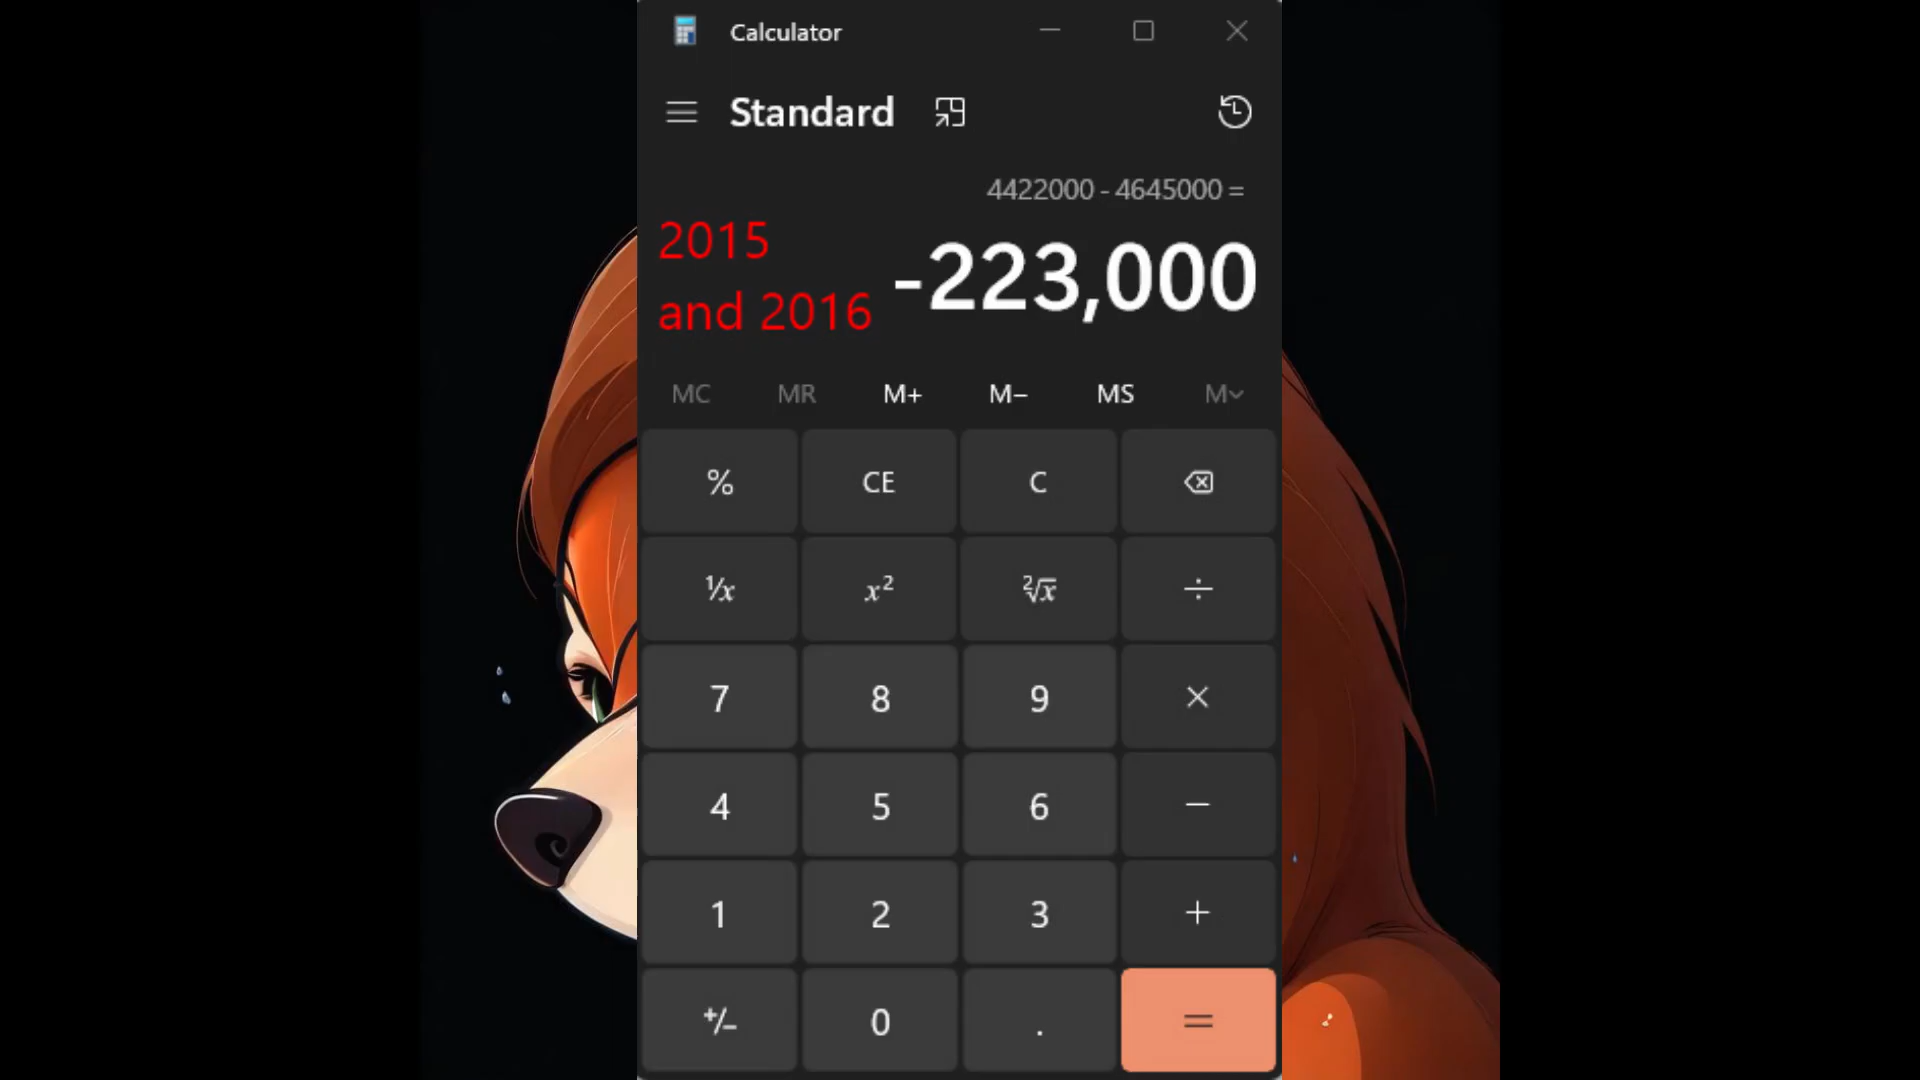 Calculator
Standard
4422000 - 4645000 =
2015
and 2016
-223,000
MC MR M+ M− MS M
% CE C
¹/x x² ²√x ÷
7 8 9 ×
4 5 6 −
1 2 3 +
+/− 0 . =